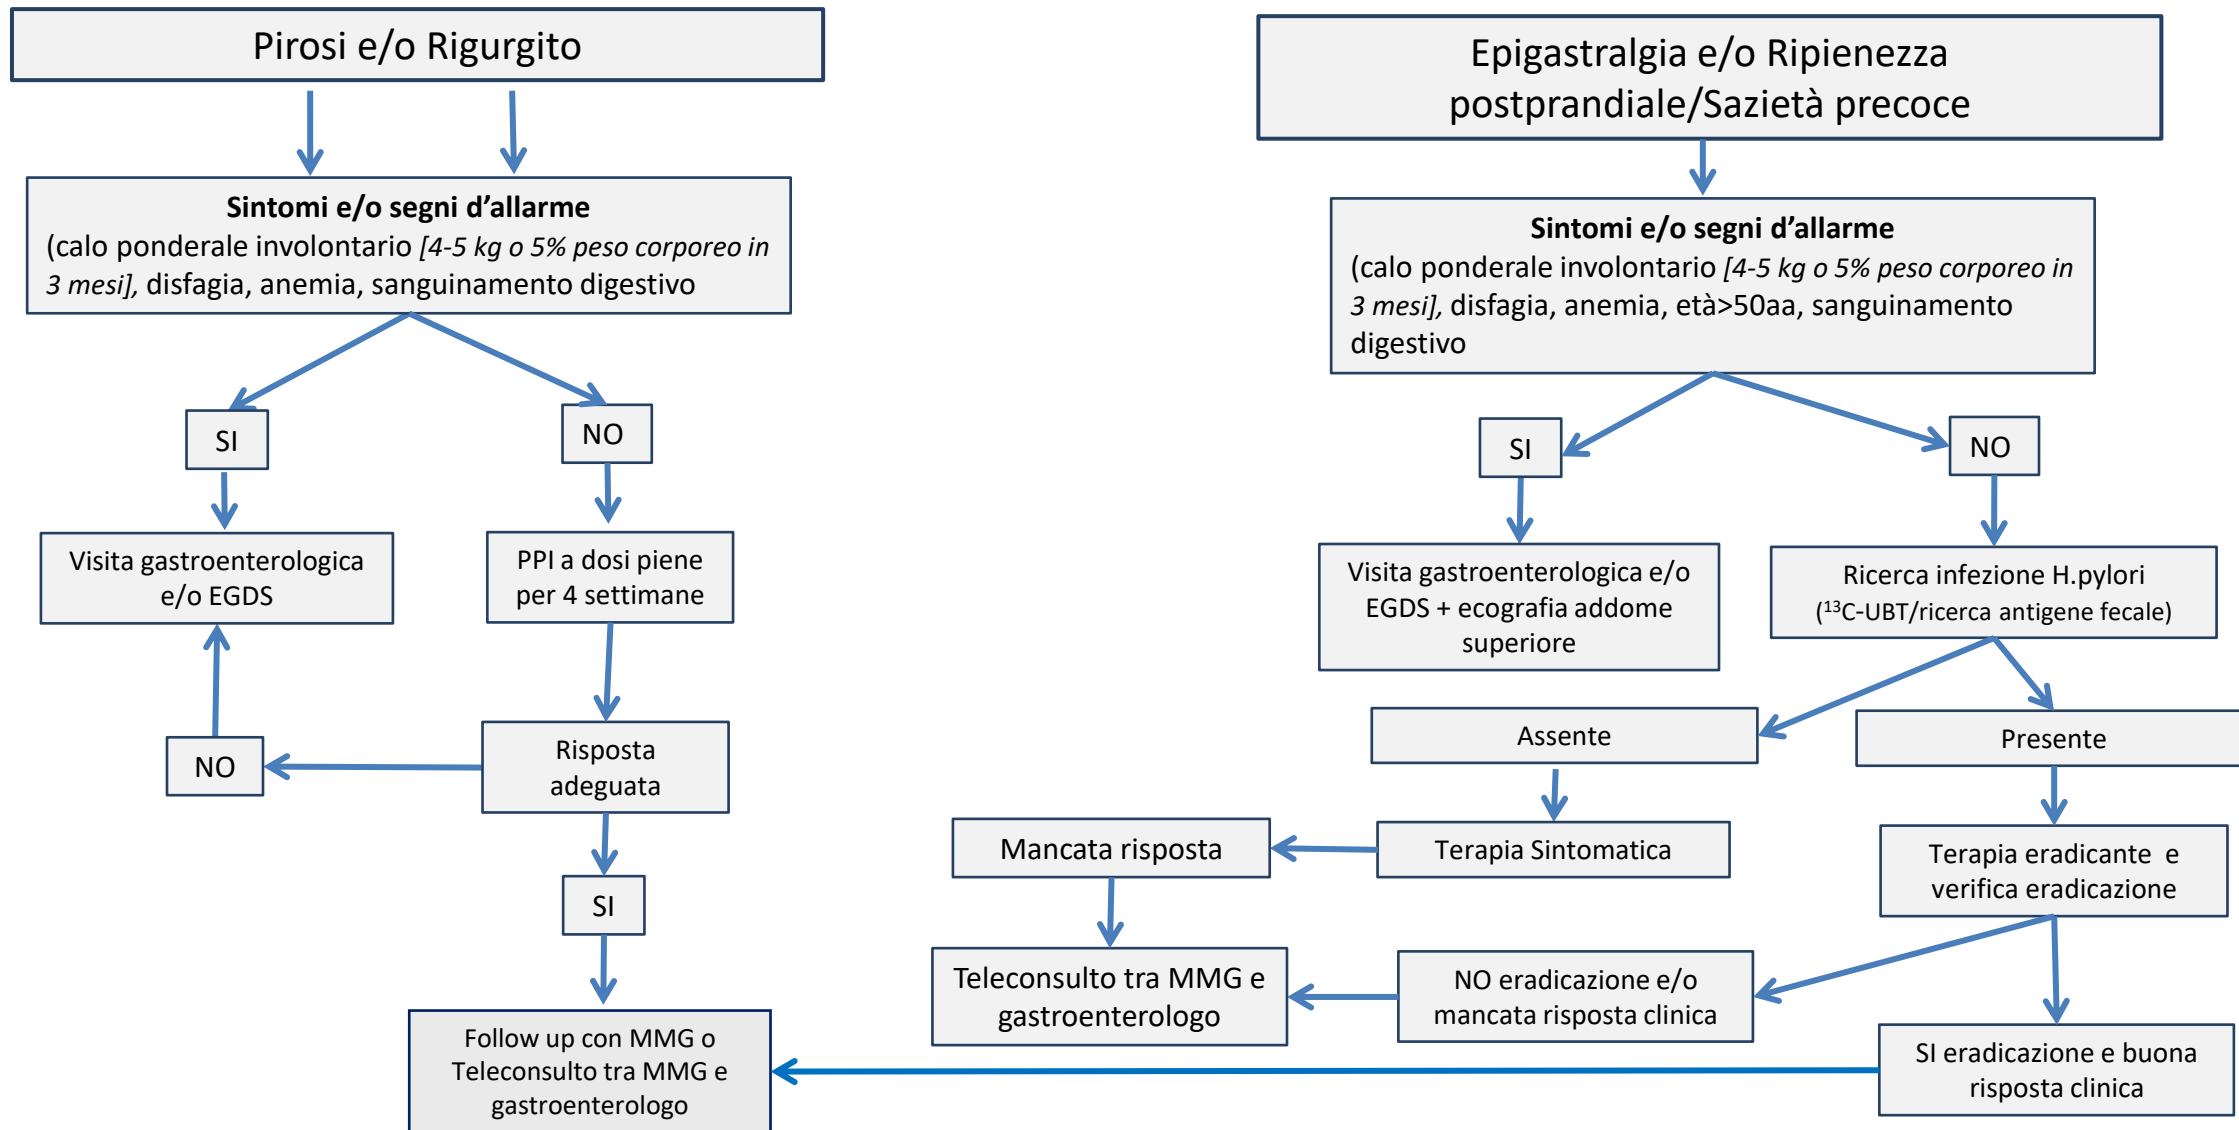 Pirosi e/o Rigurgito
Sintomi e/o segni d’allarme
(calo ponderale involontario [4-5 kg o 5% peso corporeo in
3 mesi], disfagia, anemia, sanguinamento digestivo
SI
NO
Visita gastroenterologica
e/o EGDS
PPI a dosi piene
per 4 settimane
NO
Risposta
adeguata
SI
Follow up con MMG o
Teleconsulto tra MMG e
gastroenterologo
Epigastralgia e/o Ripienezza
postprandiale/Sazietà precoce
Sintomi e/o segni d’allarme
(calo ponderale involontario [4-5 kg o 5% peso corporeo in
3 mesi], disfagia, anemia, età>50aa, sanguinamento
digestivo
SI
NO
Visita gastroenterologica e/o
EGDS + ecografia addome
superiore
Ricerca infezione H.pylori
(¹³C-UBT/ricerca antigene fecale)
Assente
Presente
Mancata risposta
Terapia Sintomatica
Terapia eradicante e
verifica eradicazione
Teleconsulto tra MMG e
gastroenterologo
NO eradicazione e/o
mancata risposta clinica
SI eradicazione e buona
risposta clinica